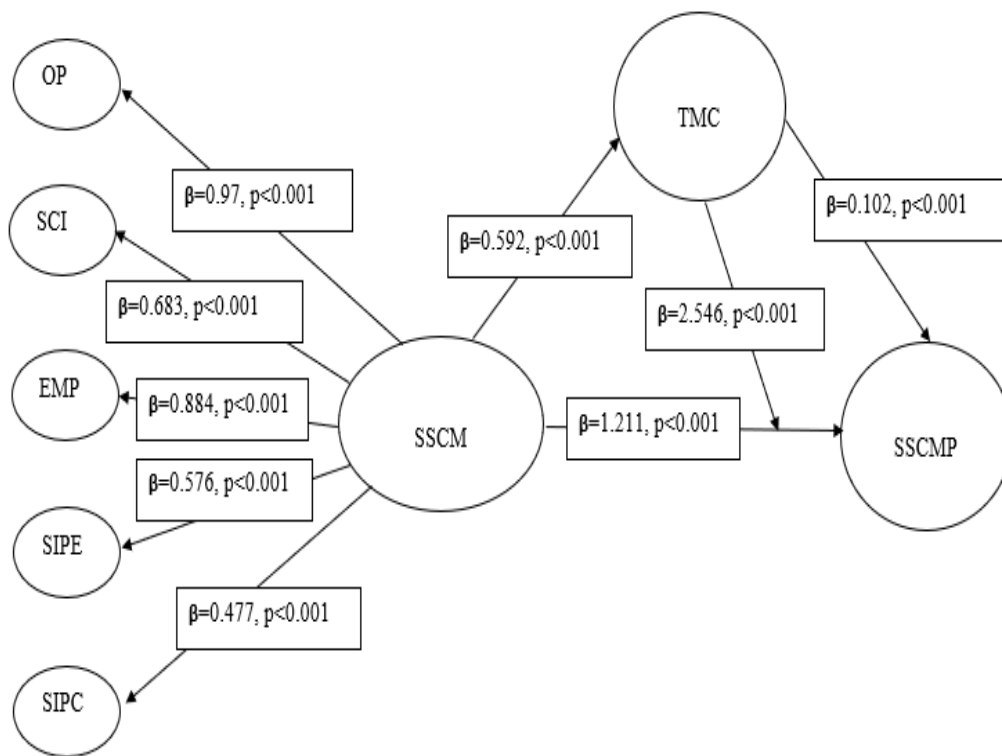 OP
TMC
β=0.97, p<0.001
β=0.102, p<0.001
SCI
β=0.592, p<0.001
β=0.683, p<0.001
β=2.546, p<0.001
EMP
β=0.884, p<0.001
SSCM
β=1.211, p<0.001
SSCMP
β=0.576, p<0.001
SIPE
β=0.477, p<0.001
SIPC